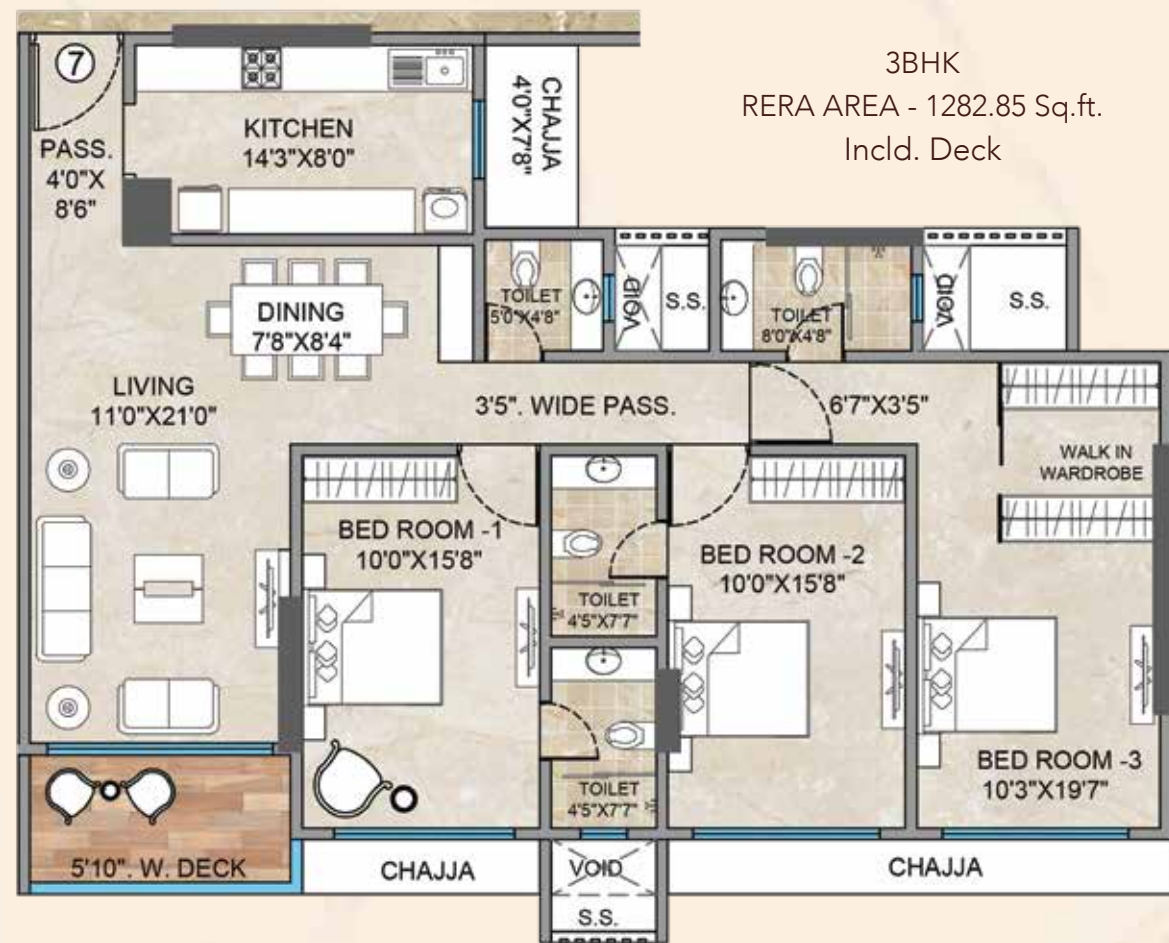 3BHK
RERA AREA - 1282.85 Sq.ft.
Incld. Deck
7
PASS.
4'0"X
8'6"
KITCHEN
14'3"X8'0"
CHAJJA
4'0"X7'8"
DINING
7'8"X8'4"
TOILET
5'0"X4'8"
VOID
S.S.
TOILET
8'0"X4'8"
VOID
S.S.
LIVING
11'0"X21'0"
3'5". WIDE PASS.
6'7"X3'5"
WALK IN
WARDROBE
BED ROOM -1
10'0"X15'8"
TOILET
4'5"X7'7"
BED ROOM -2
10'0"X15'8"
BED ROOM -3
10'3"X19'7"
TOILET
4'5"X7'7"
5'10". W. DECK
CHAJJA
VOID
S.S.
CHAJJA